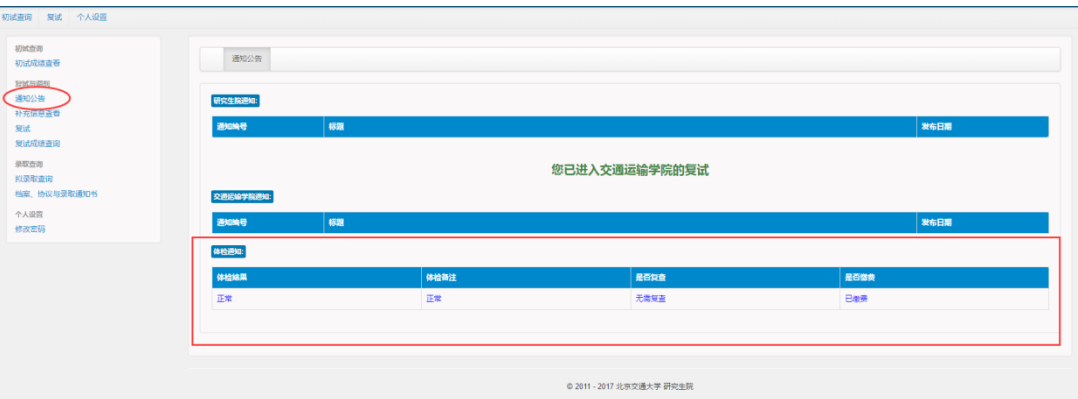 初试查询 复试 个人设置
初试查询
初试成绩查看
复试与调剂
通知公告
补充信息查看
复试
复试成绩查询
录取查询
拟录取查询
档案、协议与录取通知书
个人设置
修改密码
通知公告
研究生院通知:
通知编号 标题 发布日期
您已进入交通运输学院的复试
交通运输学院通知:
通知编号 标题 发布日期
体检通知:
体检结果 体检备注 是否复查 是否缴费
正常 正常 无需复查 已缴费
© 2011 - 2017 北京交通大学 研究生院